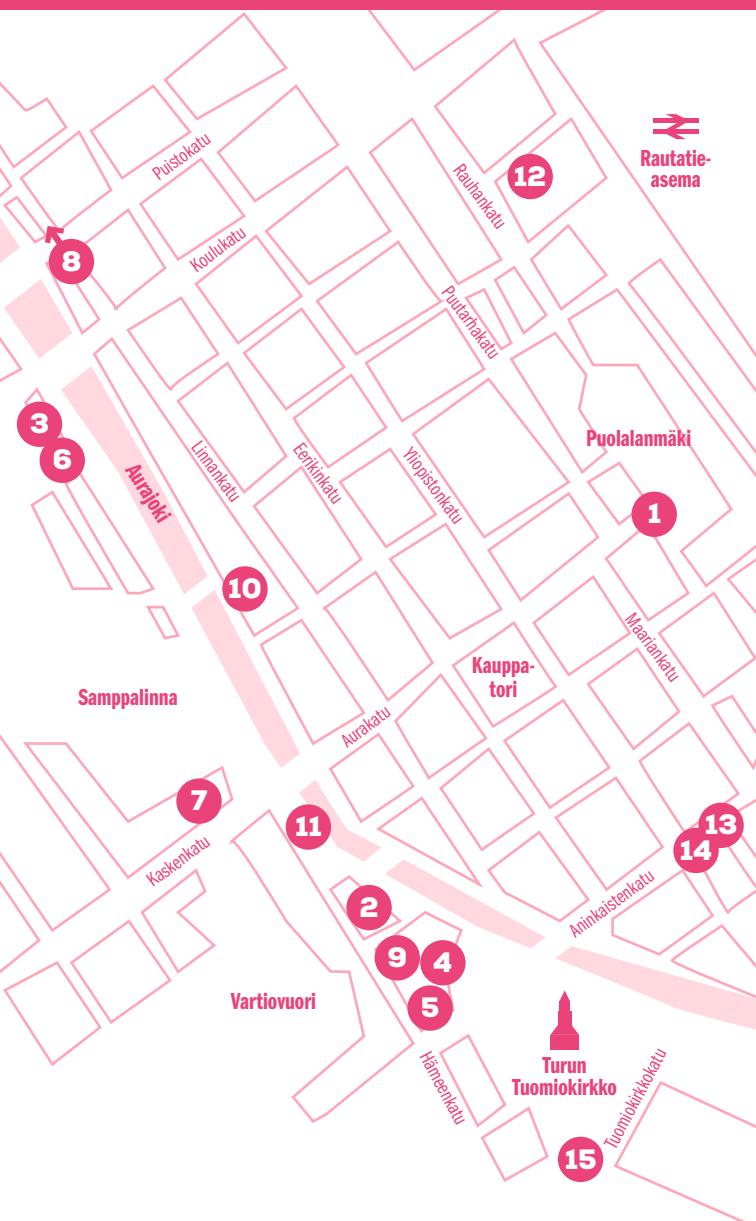 Puistokatu
Rauhankatu
12
Rautatie-
asema
Koulukatu
8
Puutarhakatu
3
6
Aurajoki
Linnankatu
Eerikinkatu
Yliopistonkatu
Puolalanmäki
1
10
Maariankatu
Kauppa-
tori
Samppalinna
Aurakatu
7
11
Kaskenkatu
13
14
2
Aninkaistenkatu
9
4
5
Vartiovuori
Hämeenkatu
Turun
Tuomiokirkko
Tuomiokirkkokatu
15